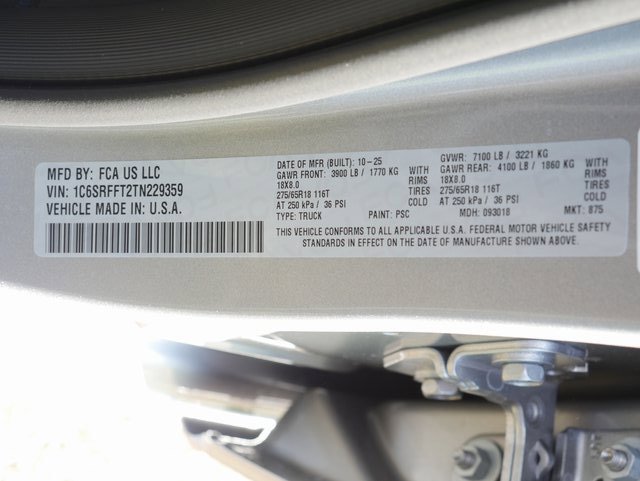 MFD BY: FCA US LLC
VIN: 1C6SRFFT2TN229359
VEHICLE MADE IN: U.S.A.
DATE OF MFR (BUILT): 10-25 GVWR: 7100 LB / 3221 KG
GAWR FRONT: 3900 LB / 1770 KG WITH GAWR REAR: 4100 LB / 1860 KG WITH
18X8.0 RIMS 18X8.0 RIMS
275/65R18 116T TIRES 275/65R18 116T TIRES
AT 250 kPa / 36 PSI COLD AT 250 kPa / 36 PSI COLD
TYPE: TRUCK PAINT: PSC MDH: 093018 MKT: 875
THIS VEHICLE CONFORMS TO ALL APPLICABLE U.S.A. FEDERAL MOTOR VEHICLE SAFETY
STANDARDS IN EFFECT ON THE DATE OF MANUFACTURE SHOWN ABOVE.